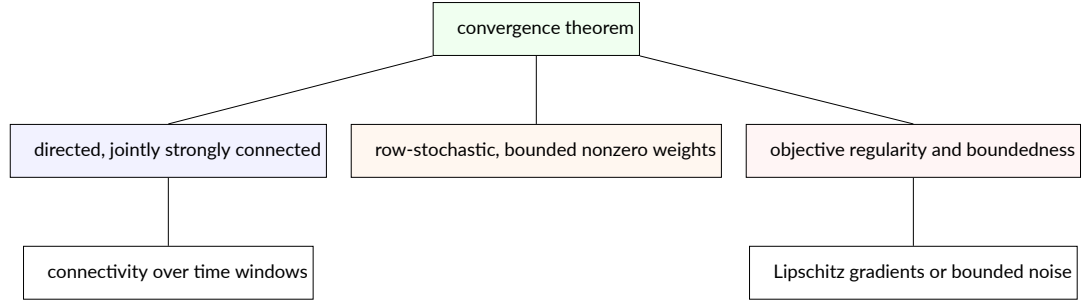 convergence theorem
directed, jointly strongly connected
row-stochastic, bounded nonzero weights
objective regularity and boundedness
connectivity over time windows
Lipschitz gradients or bounded noise